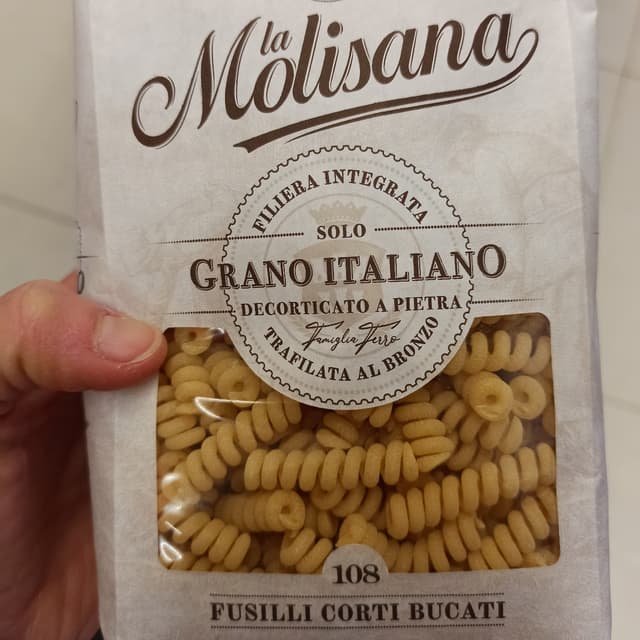 la
Molisana
FILIERA INTEGRATA
SOLO
GRANO ITALIANO
DECORTICATO A PIETRA
Famiglia Ferro
TRAFILATA AL BRONZO
108
FUSILLI CORTI BUCATI